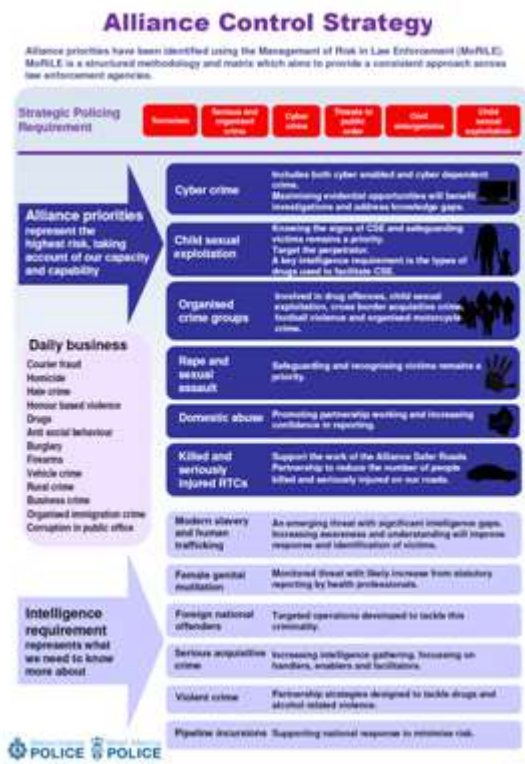 Alliance Control Strategy
Alliance priorities have been identified using the Management of Risk in Law Enforcement (MoRiLE).
MoRiLE is a structured methodology and matrix which aims to provide a consistent approach across
law enforcement agencies.
Strategic Policing
Requirement
Terrorism
Serious and
organised
crime
Cyber
crime
Threats to
public
order
Civil
emergencies
Child
sexual
exploitation
Alliance priorities
represent the
highest risk, taking
account of our capacity
and capability
Cyber crime
Includes both cyber enabled and cyber dependent
crime.
Maximising evidential opportunities will benefit
investigations and address knowledge gaps.
Child sexual
exploitation
Knowing the signs of CSE and safeguarding
victims remains a priority.
Target the perpetrator.
A key intelligence requirement is the types of
drugs used to facilitate CSE.
Organised
crime groups
Involved in drug offences, child sexual
exploitation, cross border acquisitive crime,
football violence and organised motorcycle
crime.
Rape and
sexual
assault
Safeguarding and recognising victims remains a
priority.
Domestic abuse
Promoting partnership working and increasing
confidence in reporting.
Killed and
seriously
injured RTCs
Support the work of the Alliance Safer Roads
Partnership to reduce the number of people
killed and seriously injured on our roads.
Daily business
Courier fraud
Homicide
Hate crime
Honour based violence
Drugs
Anti social behaviour
Burglary
Firearms
Vehicle crime
Rural crime
Business crime
Organised immigration crime
Corruption in public office
Intelligence
requirement
represents what
we need to know
more about
Modern slavery
and human
trafficking
An emerging threat with significant intelligence gaps.
Increasing awareness and understanding will improve
response and identification of victims.
Female genital
mutilation
Monitored threat with likely increase from statutory
reporting by health professionals.
Foreign national
offenders
Targeted operations developed to tackle this
criminality.
Serious acquisitive
crime
Increasing intelligence gathering, focussing on
handlers, enablers and facilitators.
Violent crime
Partnership strategies designed to tackle drugs and
alcohol related violence.
Pipeline incursions
Supporting national response to minimise risk.
POLICE
POLICE